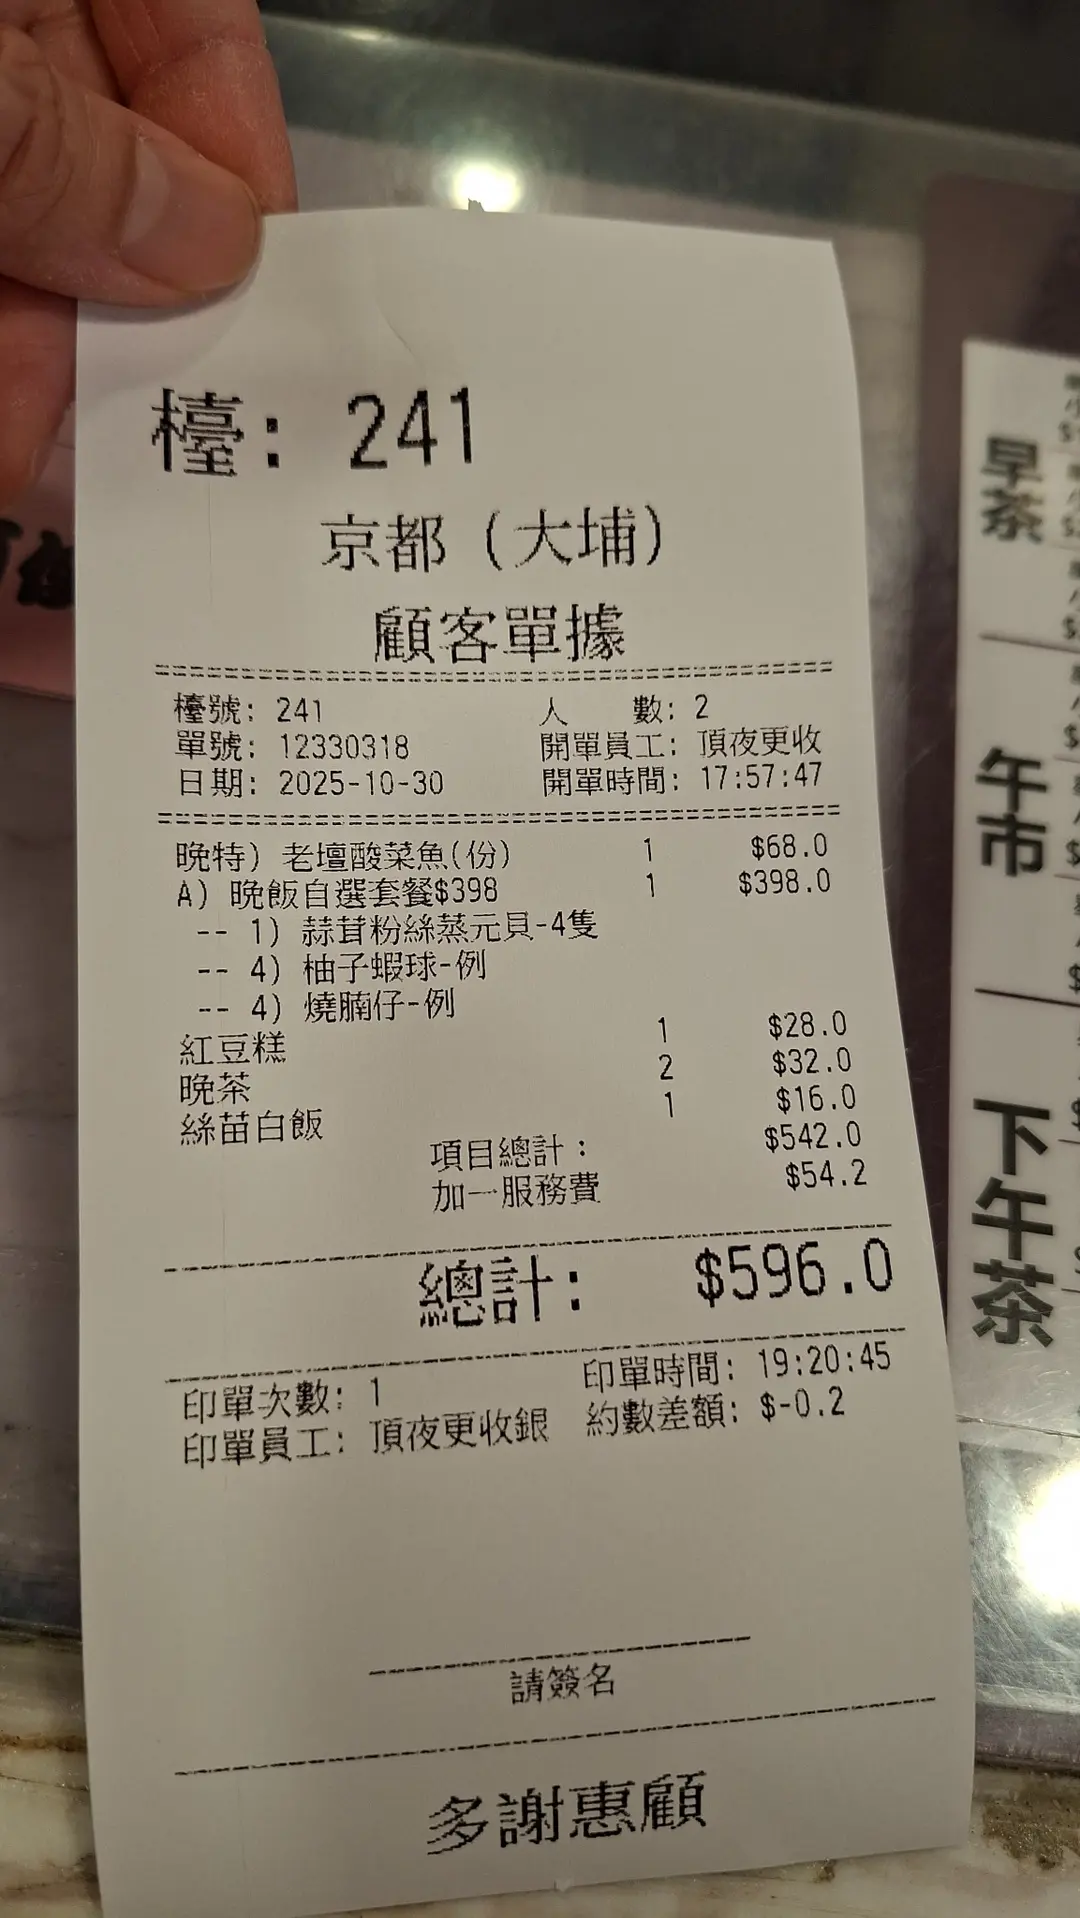 檯: 241
京都（大埔）
顧客單據
檯號: 241 人 數: 2
單號: 12330318 開單員工: 頂夜更收
日期: 2025-10-30 開單時間: 17:57:47
晚特) 老壇酸菜魚(份) 1 $68.0
A) 晚飯自選套餐$398 1 $398.0
-- 1) 蒜茸粉絲蒸元貝-4隻
-- 4) 柚子蝦球-例
-- 4) 燒腩仔-例
紅豆糕 1 $28.0
晚茶 2 $32.0
絲苗白飯 1 $16.0
項目總計: $542.0
加一服務費 $54.2
總計: $596.0
印單次數: 1 印單時間: 19:20:45
印單員工: 頂夜更收銀 約數差額: $-0.2
請簽名
多謝惠顧
早茶
午市
下午茶